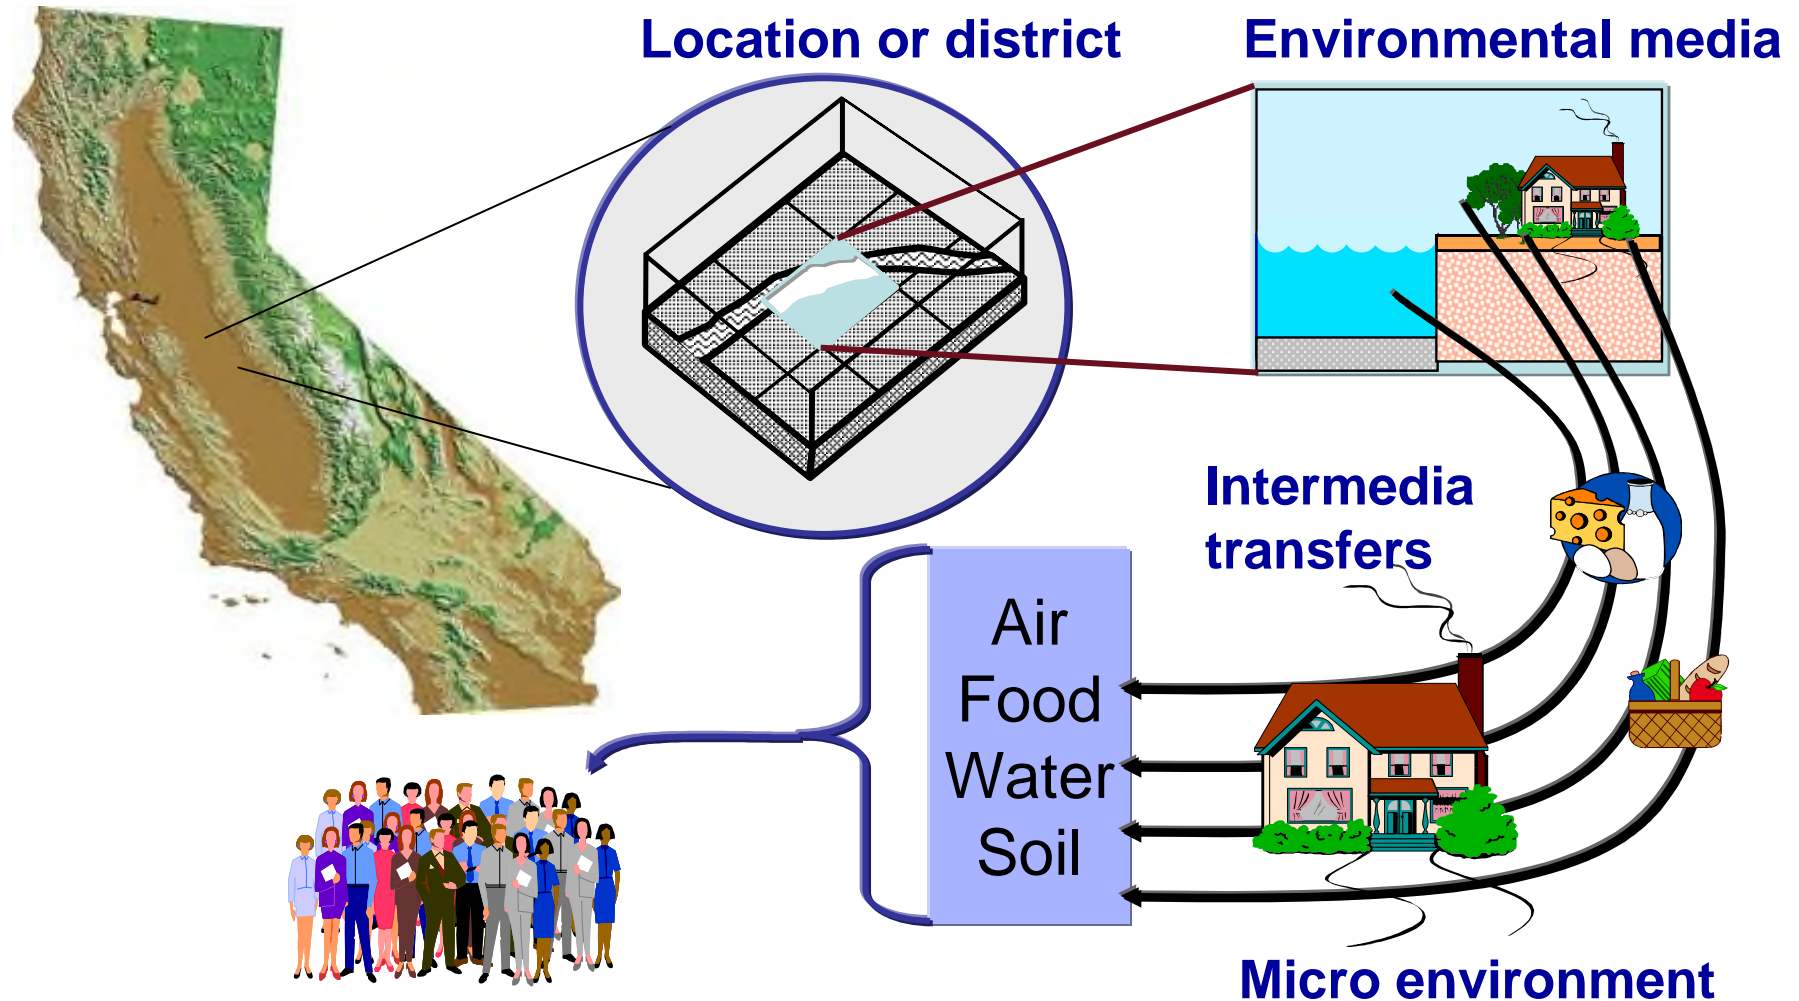 Location or district
Environmental media
Intermedia
transfers
Air
Food
Water
Soil
Micro environment